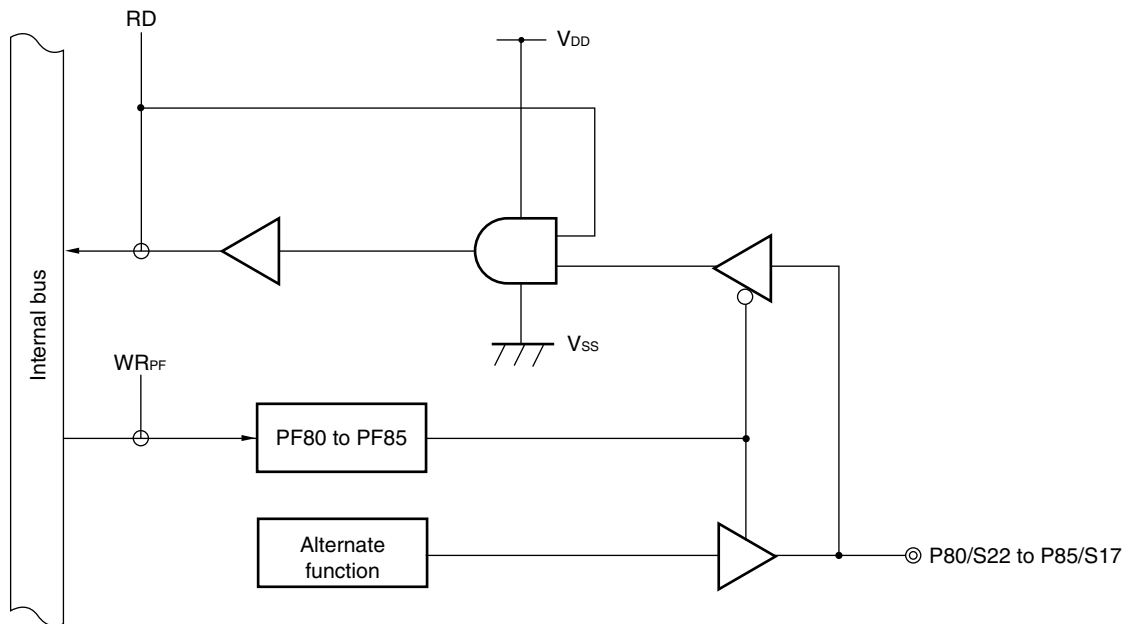 RD
VDD
Internal bus
VSS
WRPF
PF80 to PF85
Alternate
function
P80/S22 to P85/S17